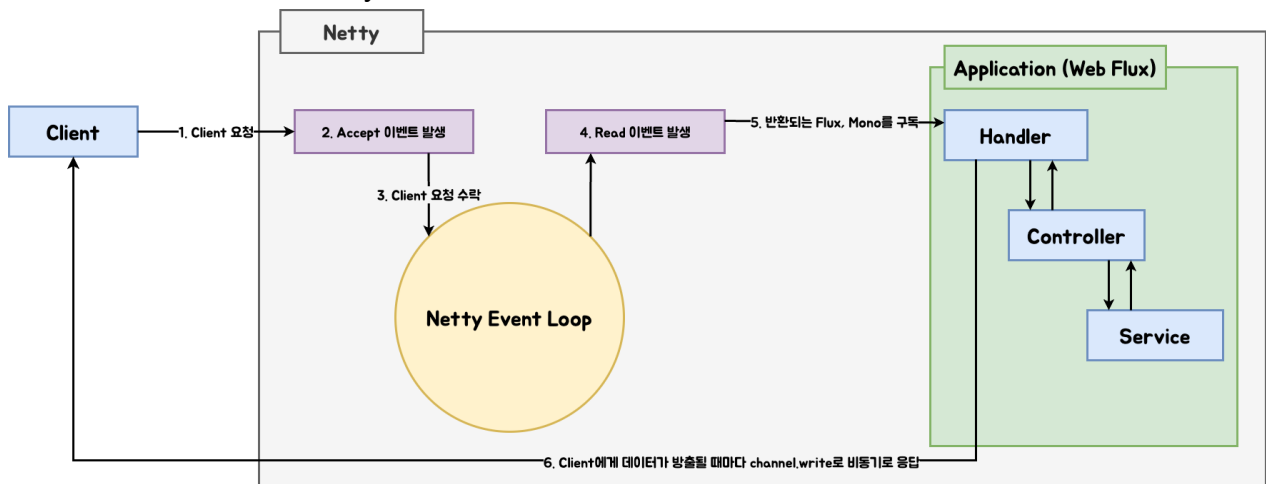 Netty
Application (Web Flux)
Client
1. Client 요청
2. Accept 이벤트 발생
4. Read 이벤트 발생
5. 반환되는 Flux, Mono를 구독
Handler
3. Client 요청 수락
Controller
Netty Event Loop
Service
6. Client에게 데이터가 방출될 때마다 channel.write로 비동기로 응답